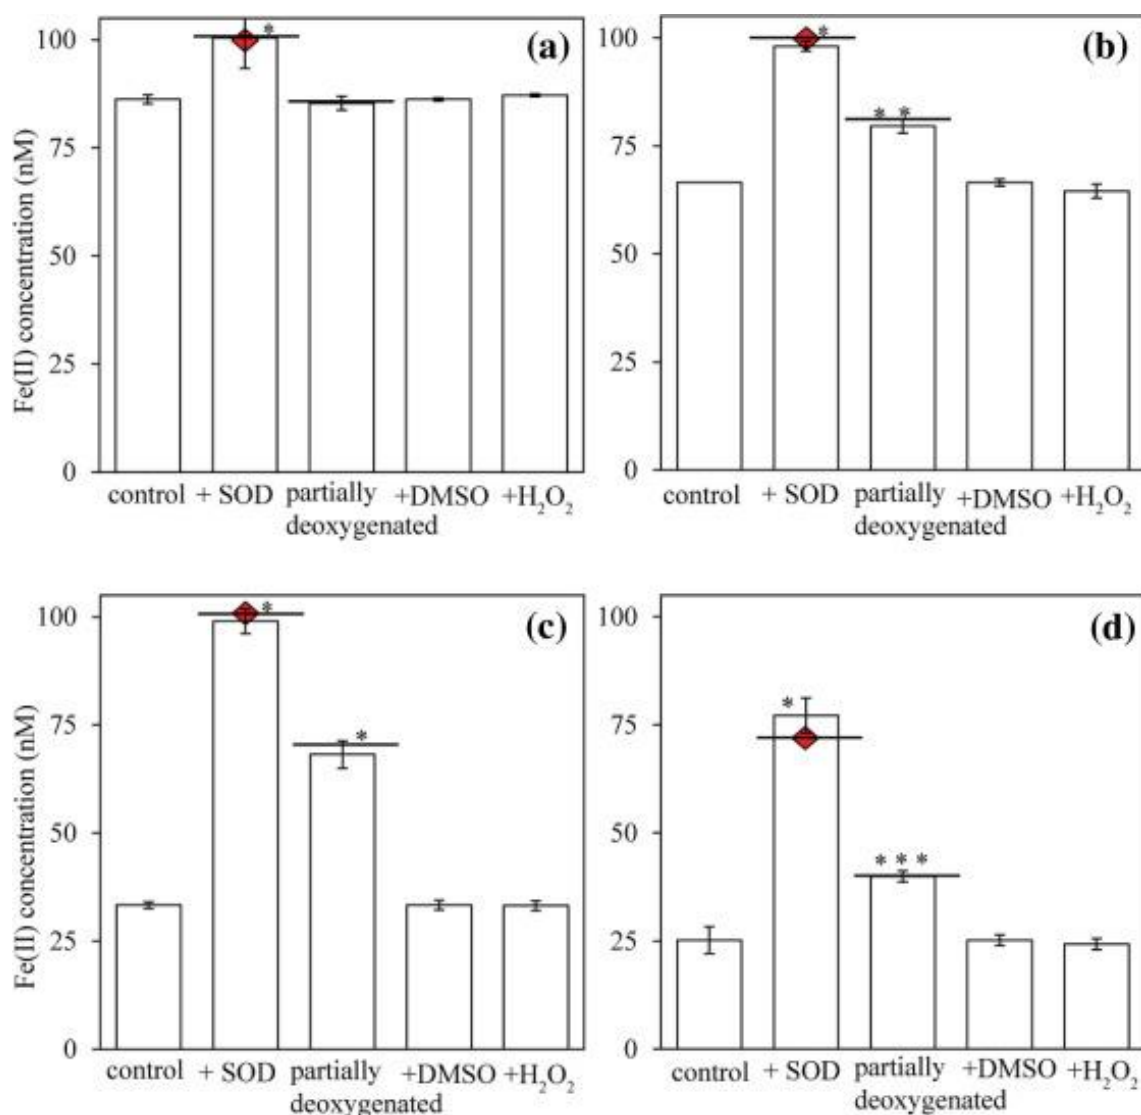 (a)
Fe(II) concentration (nM)
100
75
50
25
0
*
control + SOD partially +DMSO +H₂O₂
deoxygenated
(b)
100
75
50
25
0
*
* *
control + SOD partially +DMSO +H₂O₂
deoxygenated
(c)
Fe(II) concentration (nM)
100
75
50
25
0
*
*
control + SOD partially +DMSO +H₂O₂
deoxygenated
(d)
100
75
50
25
0
*
* * *
control + SOD partially +DMSO +H₂O₂
deoxygenated